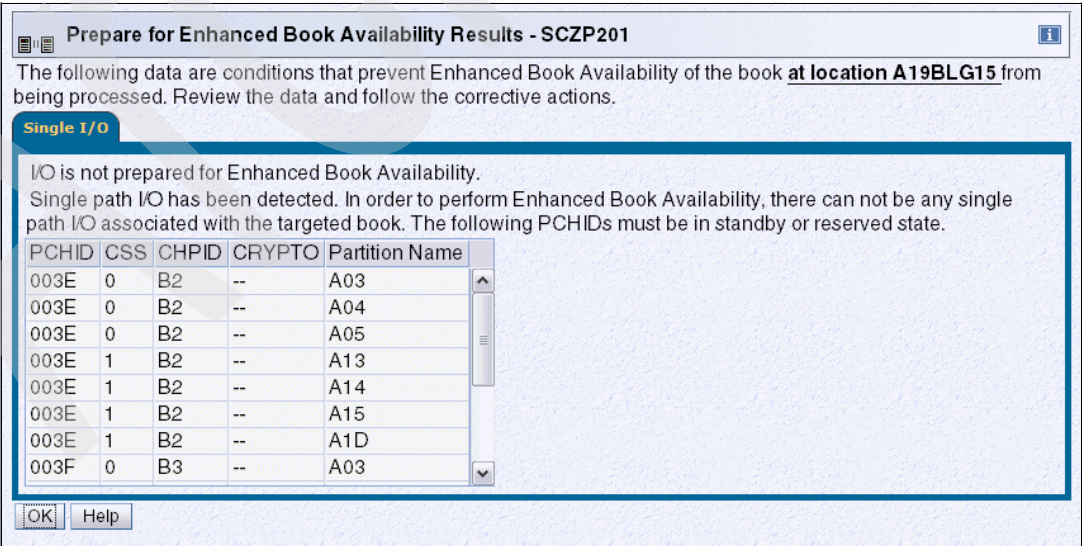 Prepare for Enhanced Book Availability Results - SCZP201
The following data are conditions that prevent Enhanced Book Availability of the book at location A19BLG15 from
being processed. Review the data and follow the corrective actions.
Single I/O
I/O is not prepared for Enhanced Book Availability.
Single path I/O has been detected. In order to perform Enhanced Book Availability, there can not be any single
path I/O associated with the targeted book. The following PCHIDs must be in standby or reserved state.
PCHID CSS CHPID CRYPTO Partition Name
003E 0 B2 -- A03
003E 0 B2 -- A04
003E 0 B2 -- A05
003E 1 B2 -- A13
003E 1 B2 -- A14
003E 1 B2 -- A15
003E 1 B2 -- A1D
003F 0 B3 -- A03
OK Help